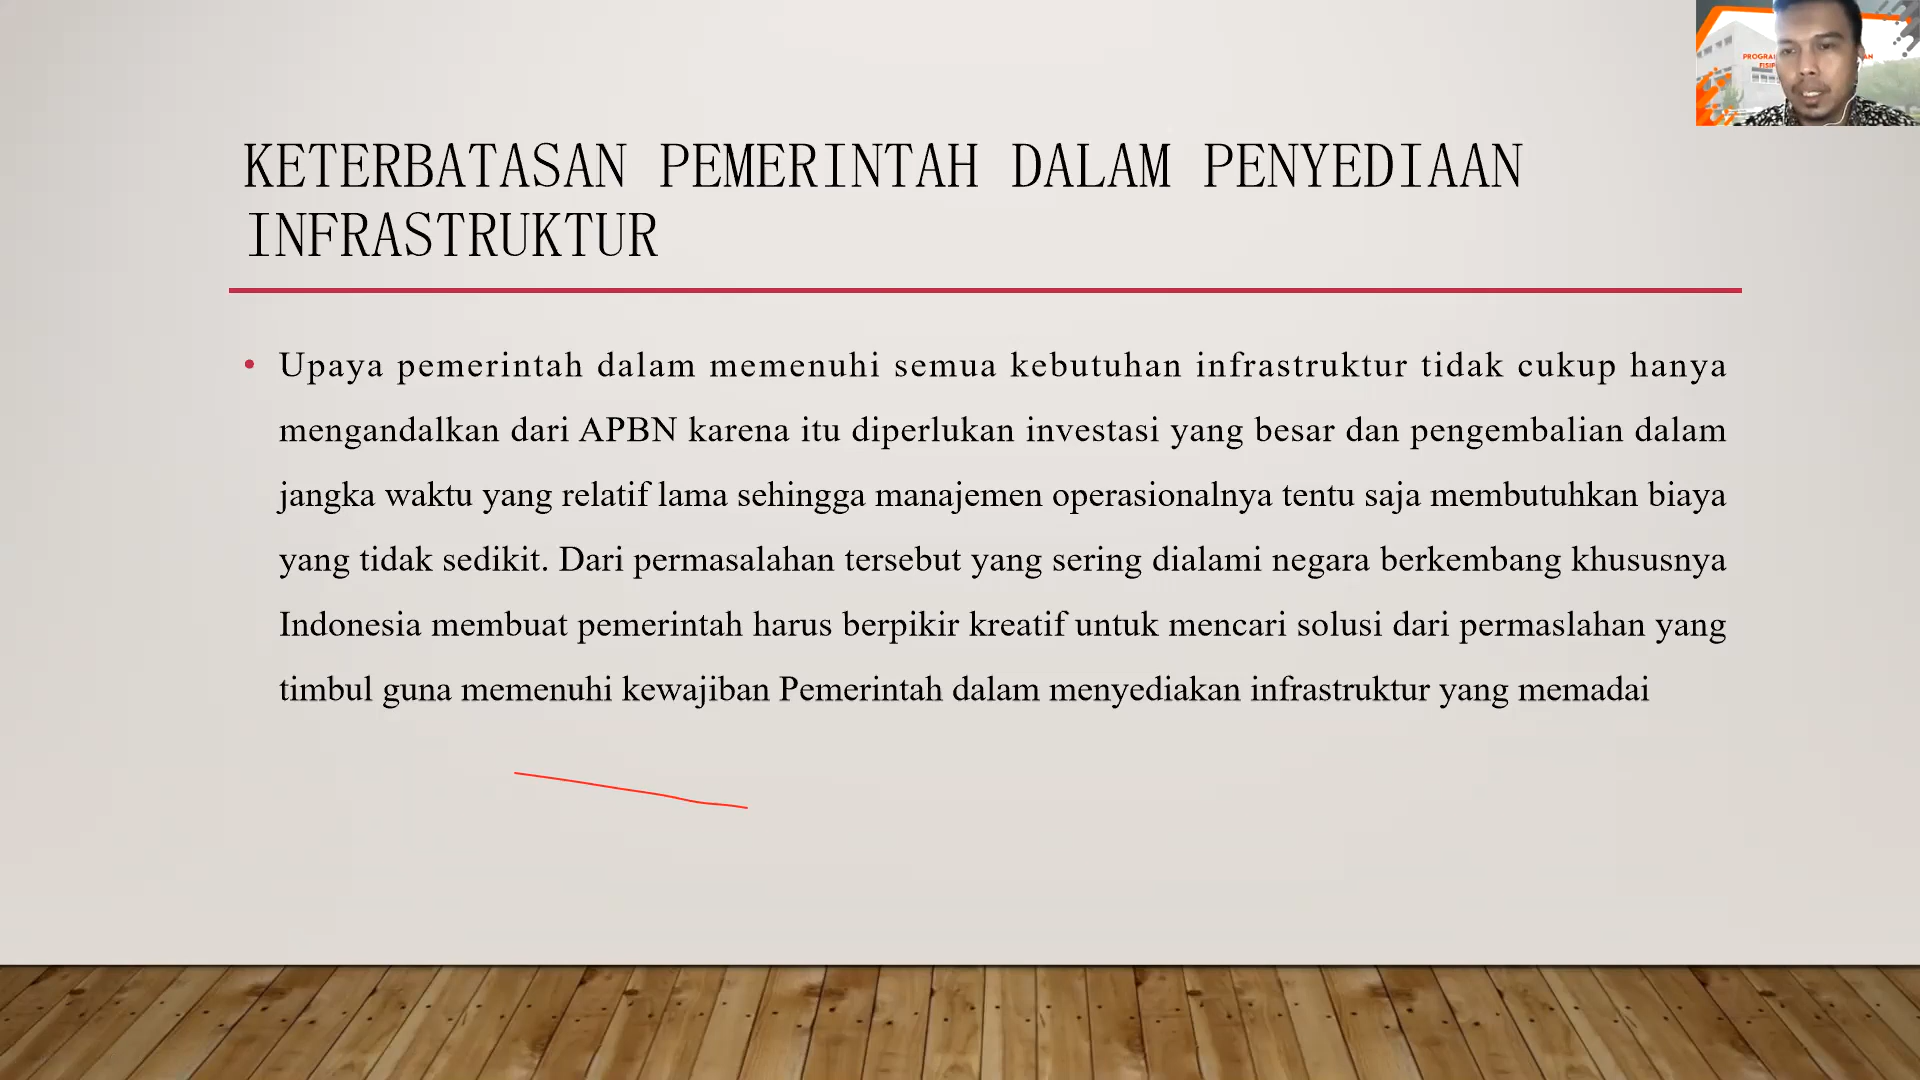 KETERBATASAN PEMERINTAH DALAM PENYEDIAAN
INFRASTRUKTUR
• Upaya pemerintah dalam memenuhi semua kebutuhan infrastruktur tidak cukup hanya
mengandalkan dari APBN karena itu diperlukan investasi yang besar dan pengembalian dalam
jangka waktu yang relatif lama sehingga manajemen operasionalnya tentu saja membutuhkan biaya
yang tidak sedikit. Dari permasalahan tersebut yang sering dialami negara berkembang khususnya
Indonesia membuat pemerintah harus berpikir kreatif untuk mencari solusi dari permaslahan yang
timbul guna memenuhi kewajiban Pemerintah dalam menyediakan infrastruktur yang memadai